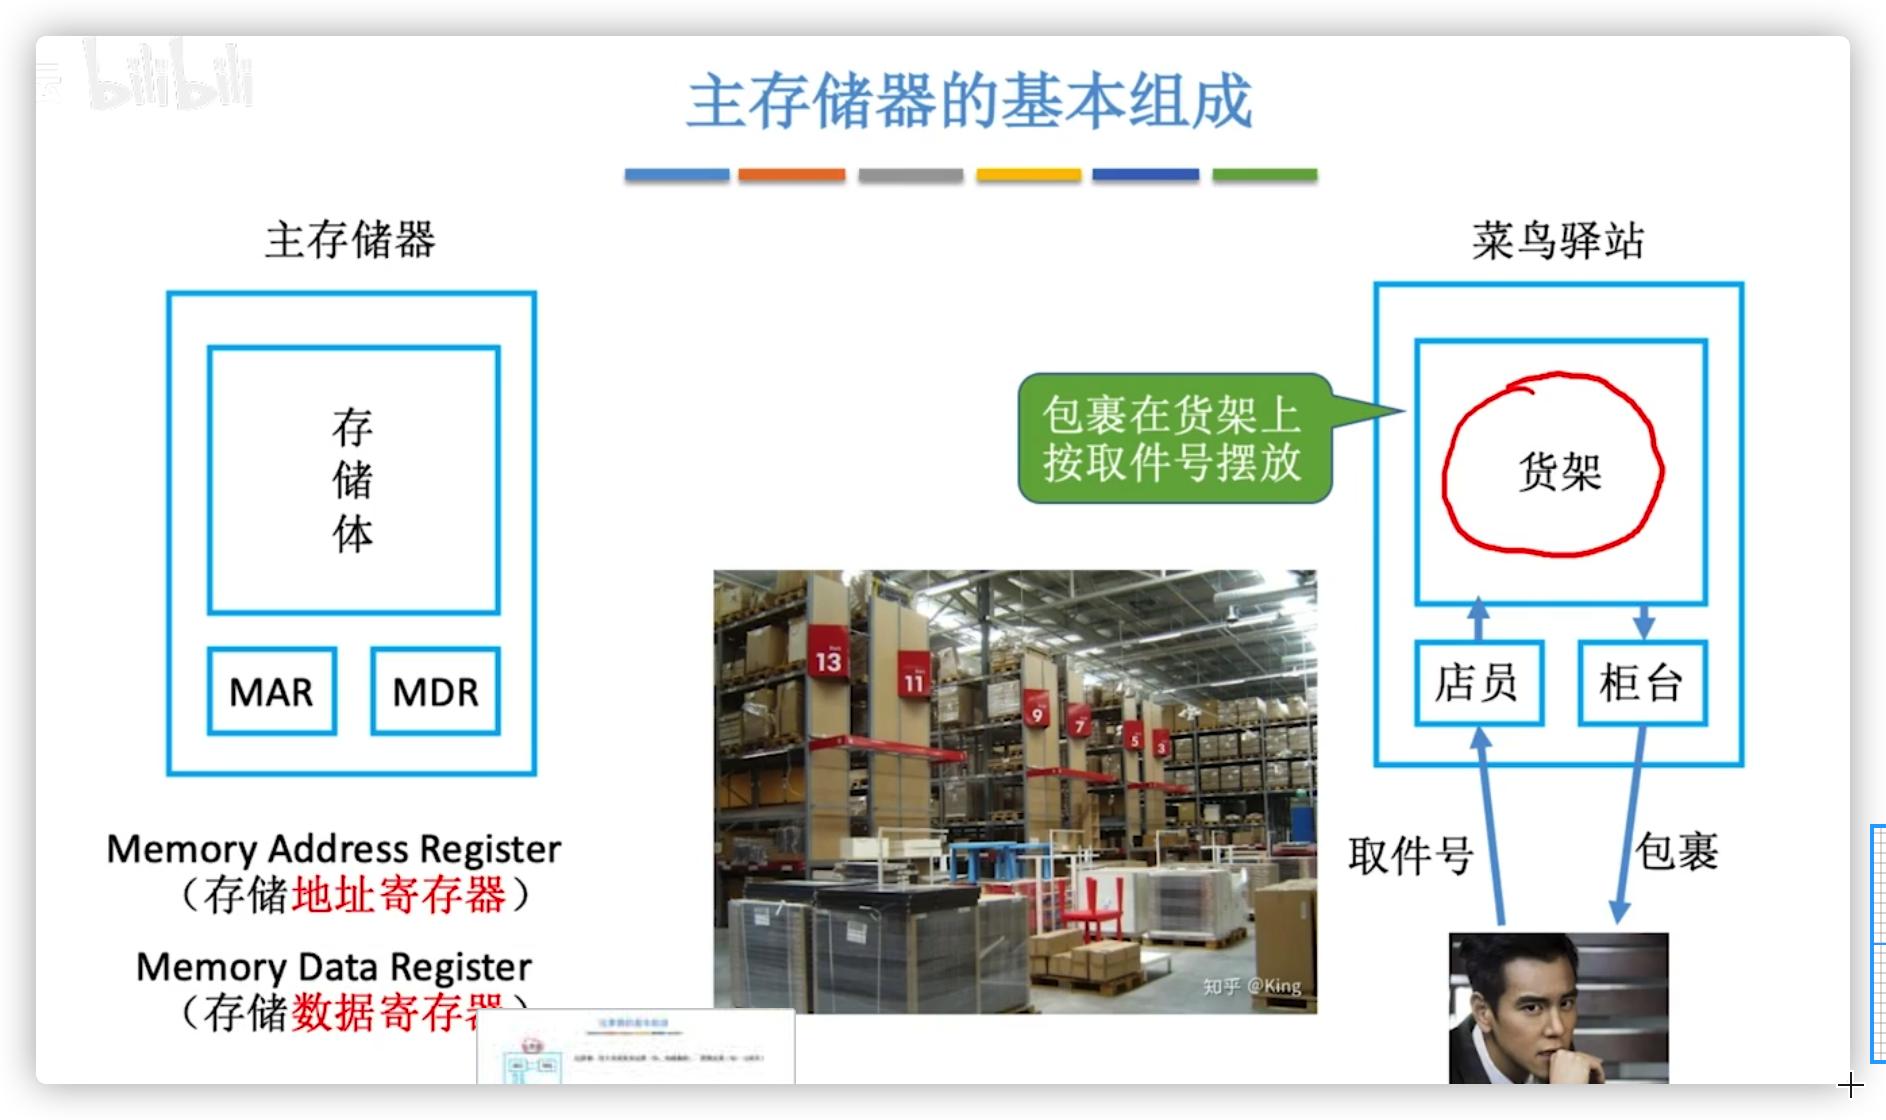 bilibili
主存储器的基本组成
主存储器
存
储
体
MAR
MDR
Memory Address Register
（存储地址寄存器）
Memory Data Register
（存储数据寄存器）
包裹在货架上
按取件号摆放
13
11
9
7
5
3
知乎 @King
菜鸟驿站
货架
店员
柜台
取件号
包裹